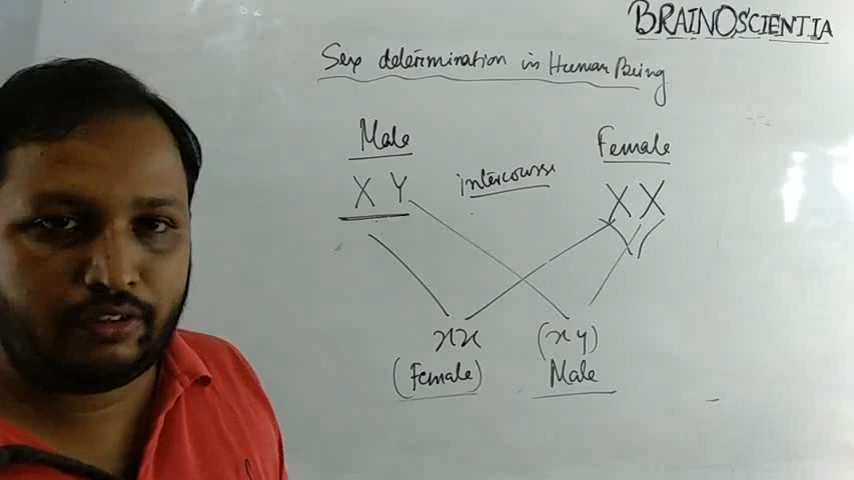 BRAINOSCIENTIA
Sex determination in Human Being
Male
Female
X Y
intercourse
X X
xx
(xy)
(Female)
Male